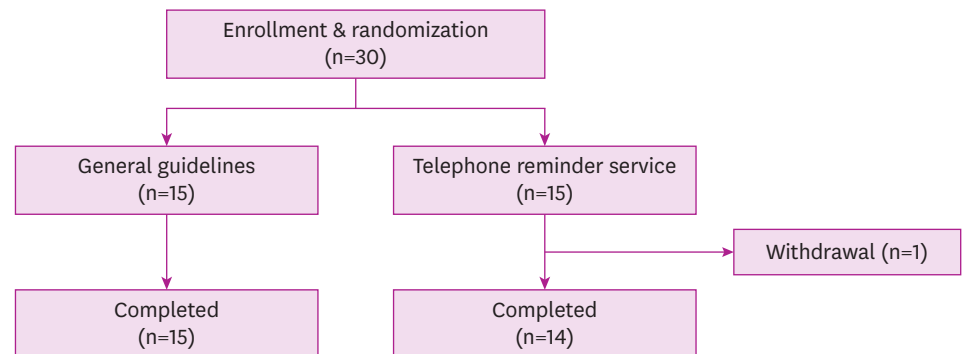 Enrollment & randomization
(n=30)
General guidelines
(n=15)
Telephone reminder service
(n=15)
Withdrawal (n=1)
Completed
(n=15)
Completed
(n=14)